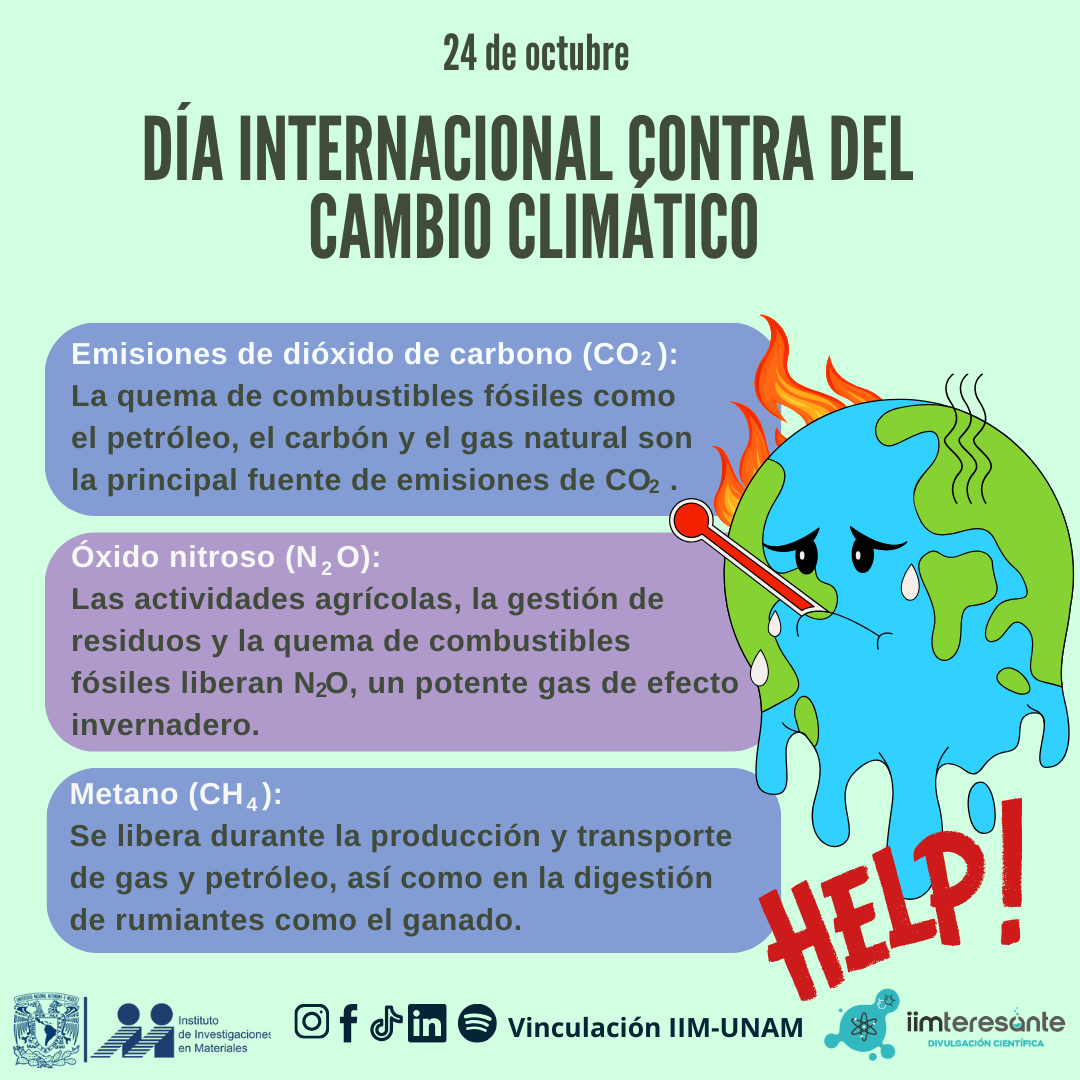 24 de octubre
DÍA INTERNACIONAL CONTRA DEL
CAMBIO CLIMÁTICO
Emisiones de dióxido de carbono (CO₂):
La quema de combustibles fósiles como
el petróleo, el carbón y el gas natural son
la principal fuente de emisiones de CO₂ .
Óxido nitroso (N₂O):
Las actividades agrícolas, la gestión de
residuos y la quema de combustibles
fósiles liberan N₂O, un potente gas de efecto
invernadero.
Metano (CH₄):
Se libera durante la producción y transporte
de gas y petróleo, así como en la digestión
de rumiantes como el ganado.
HELP!
Instituto
de Investigaciones
en Materiales
Vinculación IIM-UNAM
iimteresante
DIVULGACIÓN CIENTÍFICA